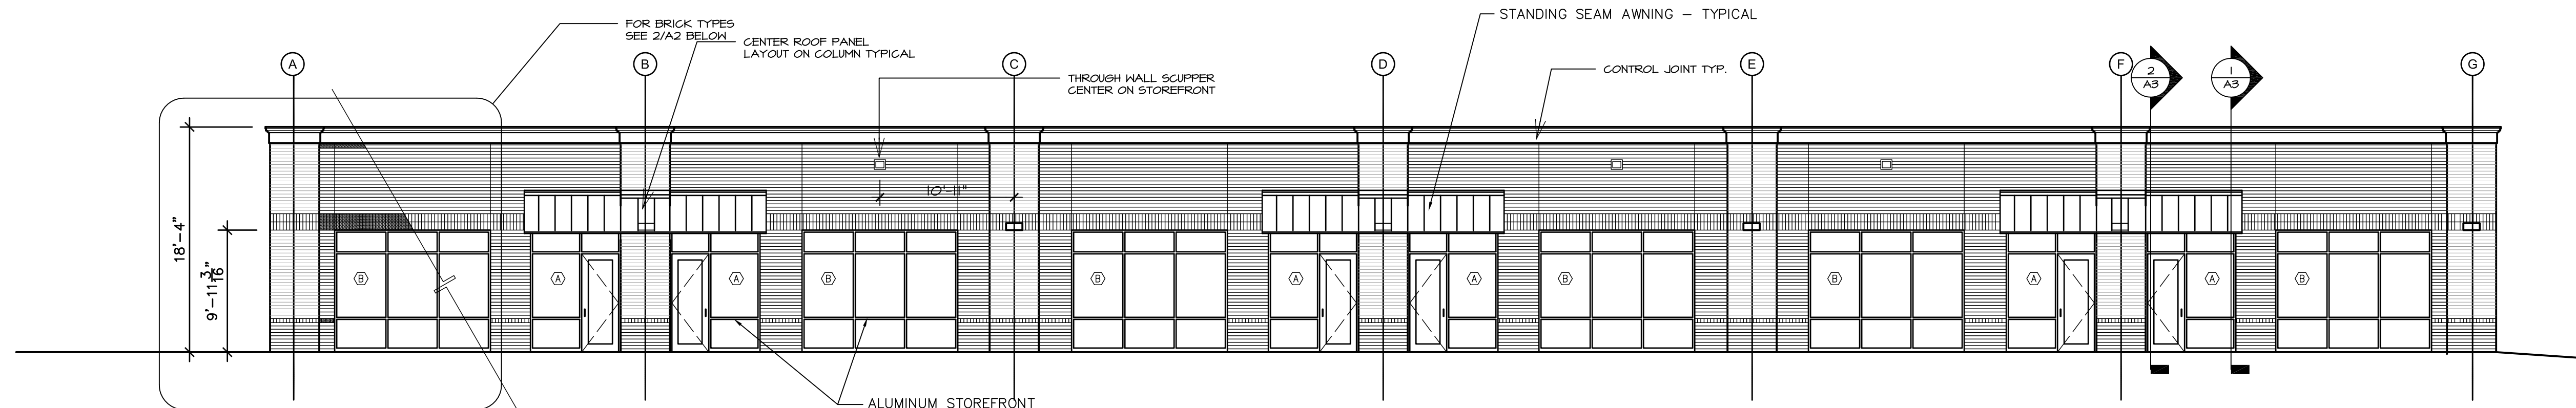 FOR BRICK TYPES
SEE 2/A2 BELOW
CENTER ROOF PANEL
LAYOUT ON COLUMN TYPICAL
THROUGH WALL SCUPPER
CENTER ON STOREFRONT
STANDING SEAM AWNING – TYPICAL
CONTROL JOINT TYP.
A
B
C
D
E
F
2
A3
1
A3
G
18'-4"
9'-11 3/16"
10'-11"
B
A
A
B
B
A
A
B
B
A
A
B
ALUMINUM STOREFRONT